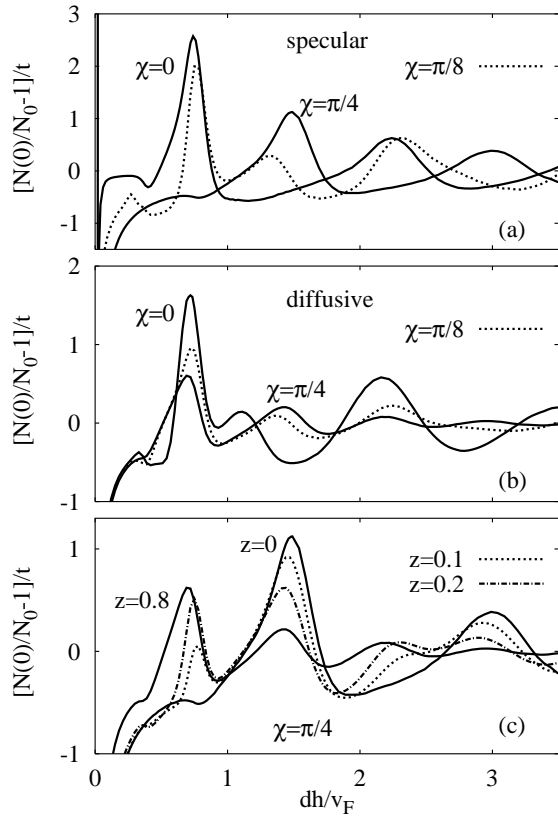 3
2
1
0
-1
[N(0)/N₀-1]/t
specular
χ=0
χ=π/8
χ=π/4
(a)
2
1
0
-1
[N(0)/N₀-1]/t
diffusive
χ=0
χ=π/8
χ=π/4
(b)
1
0
-1
[N(0)/N₀-1]/t
z=0
z=0.1
z=0.2
z=0.8
χ=π/4
(c)
0 1 2 3
dh/v_F